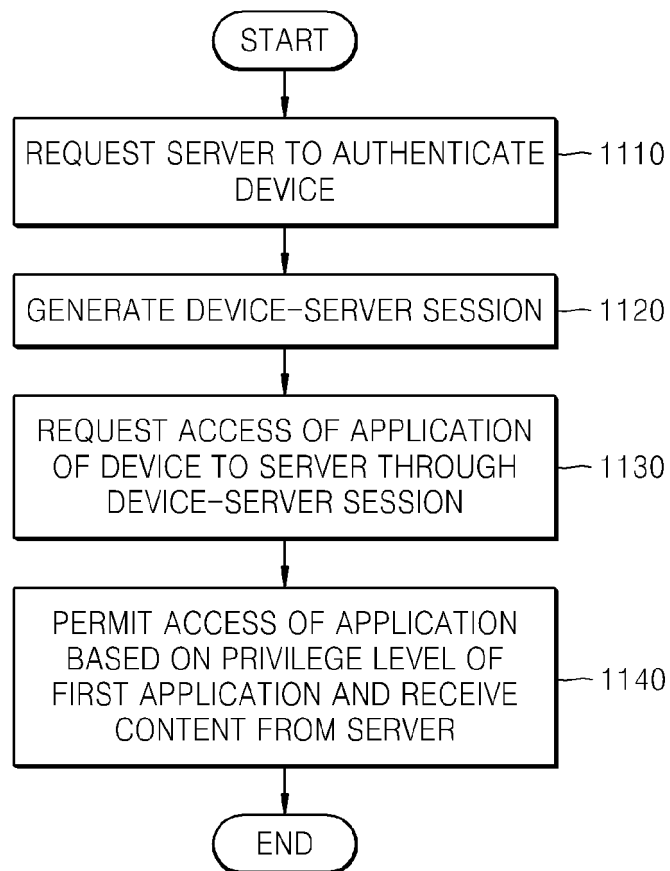 START
REQUEST SERVER TO AUTHENTICATE
DEVICE
1110
GENERATE DEVICE-SERVER SESSION
1120
REQUEST ACCESS OF APPLICATION
OF DEVICE TO SERVER THROUGH
DEVICE-SERVER SESSION
1130
PERMIT ACCESS OF APPLICATION
BASED ON PRIVILEGE LEVEL OF
FIRST APPLICATION AND RECEIVE
CONTENT FROM SERVER
1140
END